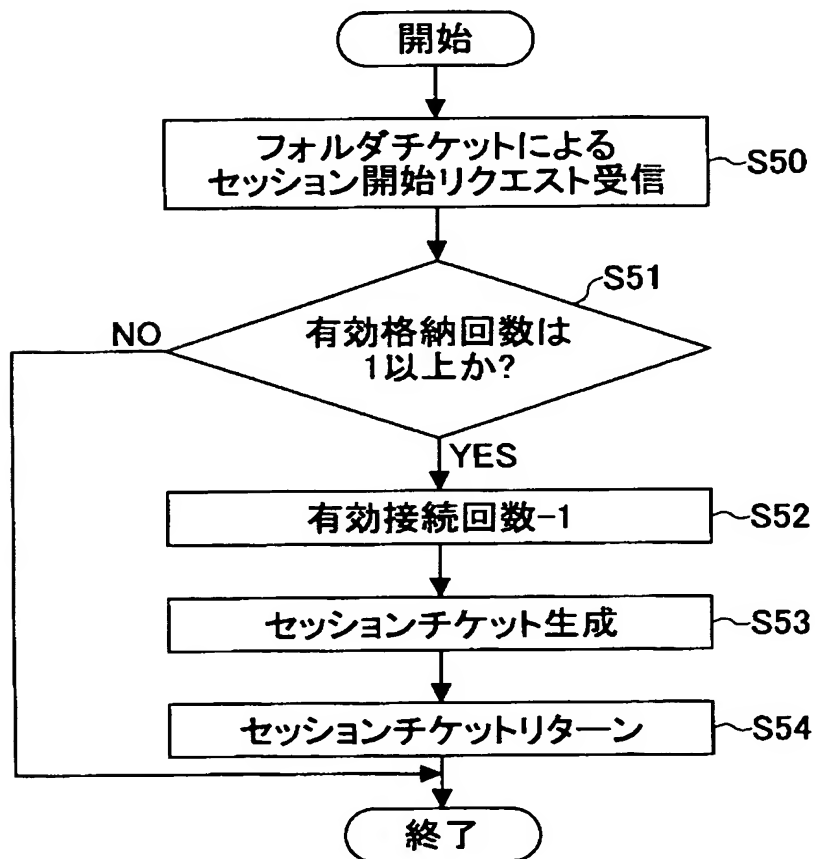 開始
フォルダチケットによる
セッション開始リクエスト受信
S50
S51
有効格納回数は
1以上か?
NO
YES
有効接続回数-1
S52
セッションチケット生成
S53
セッションチケットリターン
S54
終了